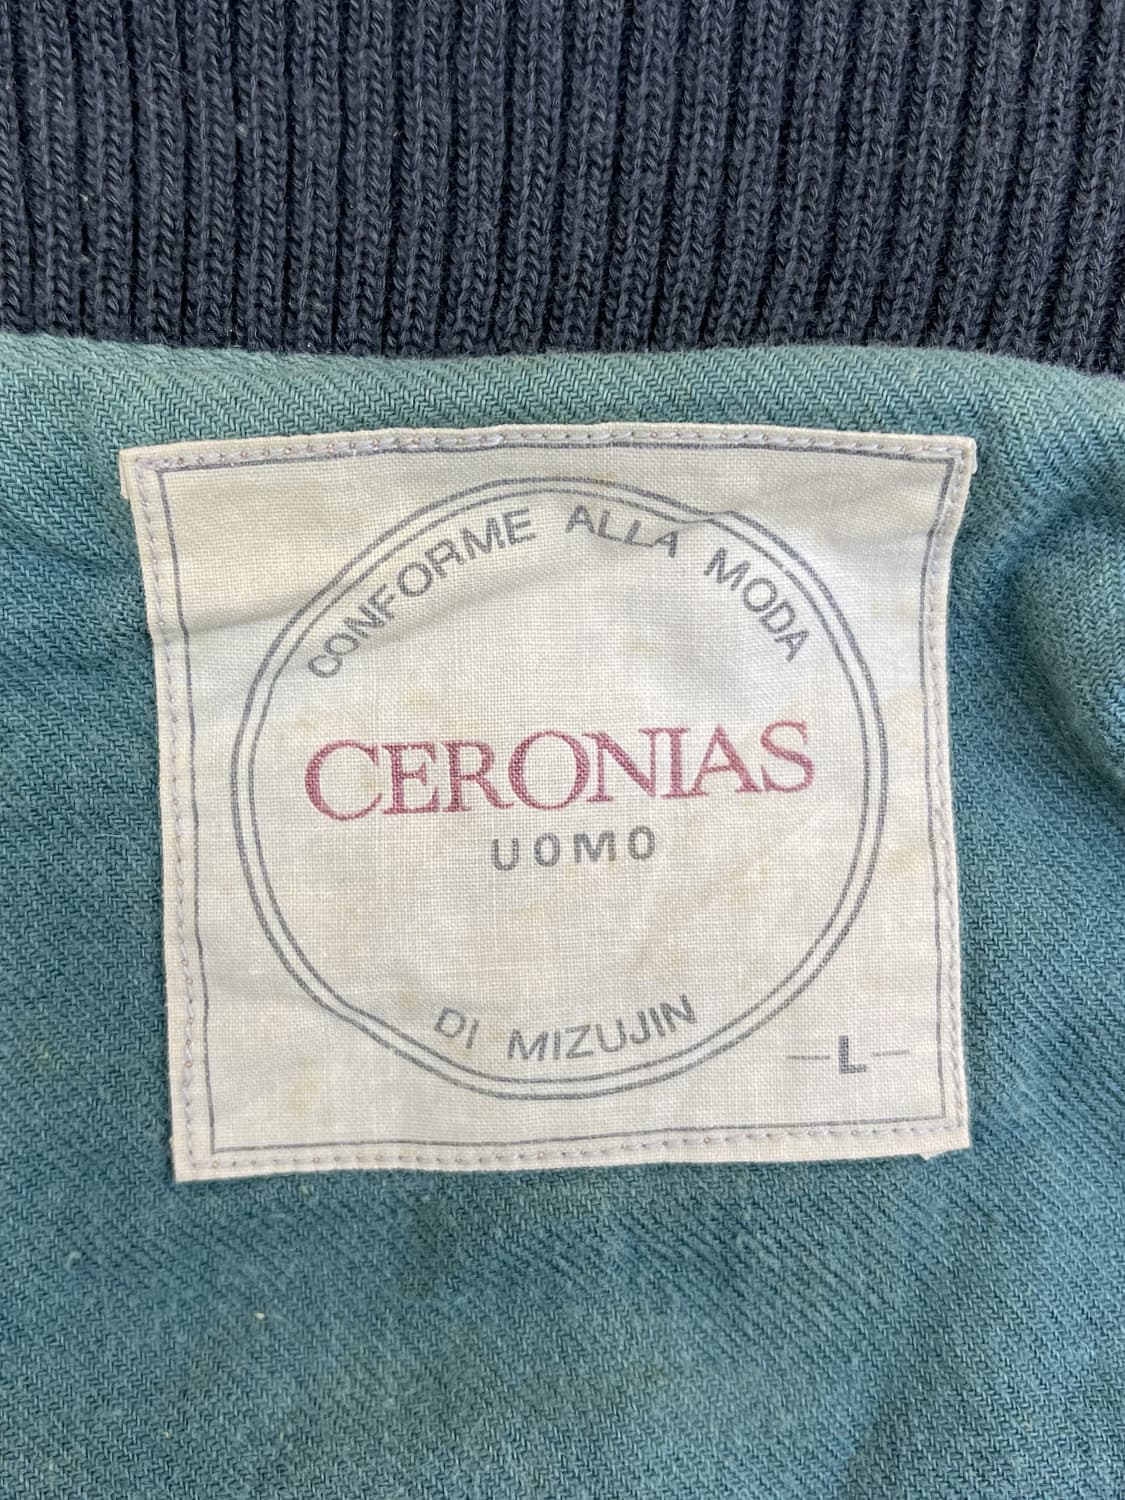 CONFORME ALLA MODA
CERONIAS
UOMO
DI MIZUJIN
—L—